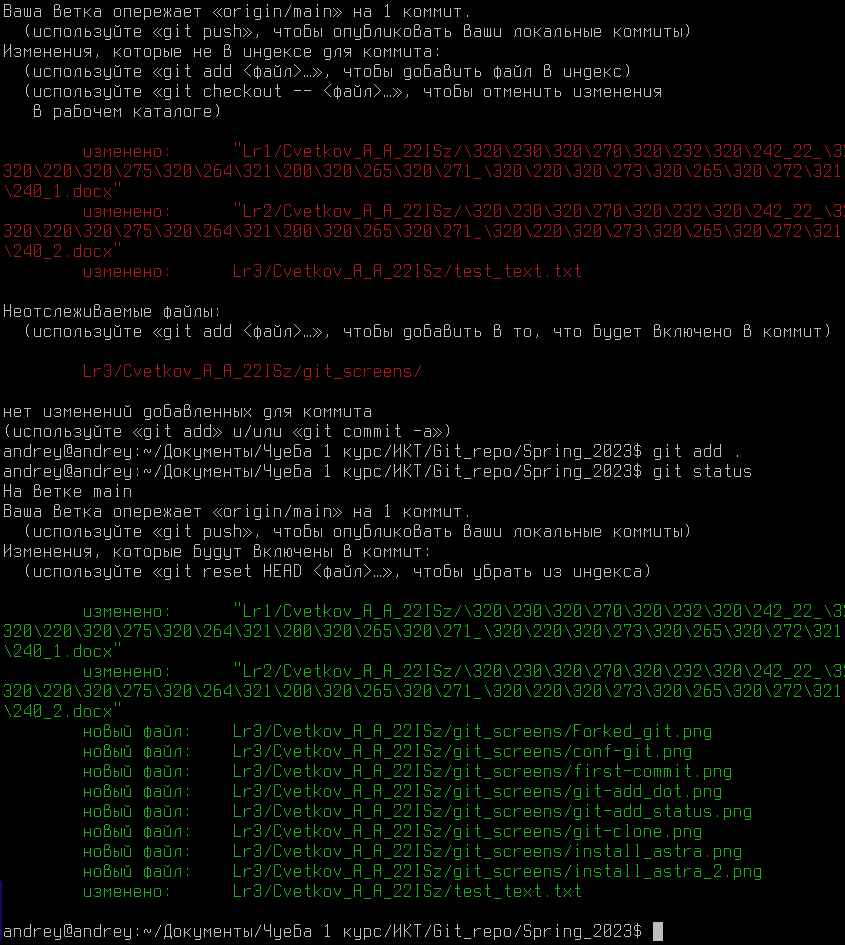 Ваша ветка опережает «origin/main» на 1 коммит.
(используйте «git push», чтобы опубликовать ваши локальные коммиты)
Изменения, которые не в индексе для коммита:
(используйте «git add <файл>…», чтобы добавить файл в индекс)
(используйте «git checkout -- <файл>…», чтобы отменить изменения
в рабочем каталоге)
изменено: "Lr1/Cvetkov_A_A_22ISz/\320\230\320\270\320\232\320\242_22_\3
320\220\320\275\320\264\321\200\320\265\320\271_\320\220\320\273\320\265\320\272\321
\240_1.docx"
изменено: "Lr2/Cvetkov_A_A_22ISz/\320\230\320\270\320\232\320\242_22_\3
320\220\320\275\320\264\321\200\320\265\320\271_\320\220\320\273\320\265\320\272\321
\240_2.docx"
изменено: Lr3/Cvetkov_A_A_22ISz/test_text.txt
Неотслеживаемые файлы:
(используйте «git add <файл>…», чтобы добавить в то, что будет включено в коммит)
Lr3/Cvetkov_A_A_22ISz/git_screens/
нет изменений добавленных для коммита
(используйте «git add» и/или «git commit -a»)
andrey@andrey:~/Документы/Чуеба 1 курс/ИКТ/Git_repo/Spring_2023$ git add .
andrey@andrey:~/Документы/Чуеба 1 курс/ИКТ/Git_repo/Spring_2023$ git status
На ветке main
Ваша ветка опережает «origin/main» на 1 коммит.
(используйте «git push», чтобы опубликовать ваши локальные коммиты)
Изменения, которые будут включены в коммит:
(используйте «git reset HEAD <файл>…», чтобы убрать из индекса)
изменено: "Lr1/Cvetkov_A_A_22ISz/\320\230\320\270\320\232\320\242_22_\3
320\220\320\275\320\264\321\200\320\265\320\271_\320\220\320\273\320\265\320\272\321
\240_1.docx"
изменено: "Lr2/Cvetkov_A_A_22ISz/\320\230\320\270\320\232\320\242_22_\3
320\220\320\275\320\264\321\200\320\265\320\271_\320\220\320\273\320\265\320\272\321
\240_2.docx"
новый файл: Lr3/Cvetkov_A_A_22ISz/git_screens/Forked_git.png
новый файл: Lr3/Cvetkov_A_A_22ISz/git_screens/conf-git.png
новый файл: Lr3/Cvetkov_A_A_22ISz/git_screens/first-commit.png
новый файл: Lr3/Cvetkov_A_A_22ISz/git_screens/git-add_dot.png
новый файл: Lr3/Cvetkov_A_A_22ISz/git_screens/git-add_status.png
новый файл: Lr3/Cvetkov_A_A_22ISz/git_screens/git-clone.png
новый файл: Lr3/Cvetkov_A_A_22ISz/git_screens/install_astra.png
новый файл: Lr3/Cvetkov_A_A_22ISz/git_screens/install_astra_2.png
изменено: Lr3/Cvetkov_A_A_22ISz/test_text.txt
andrey@andrey:~/Документы/Чуеба 1 курс/ИКТ/Git_repo/Spring_2023$